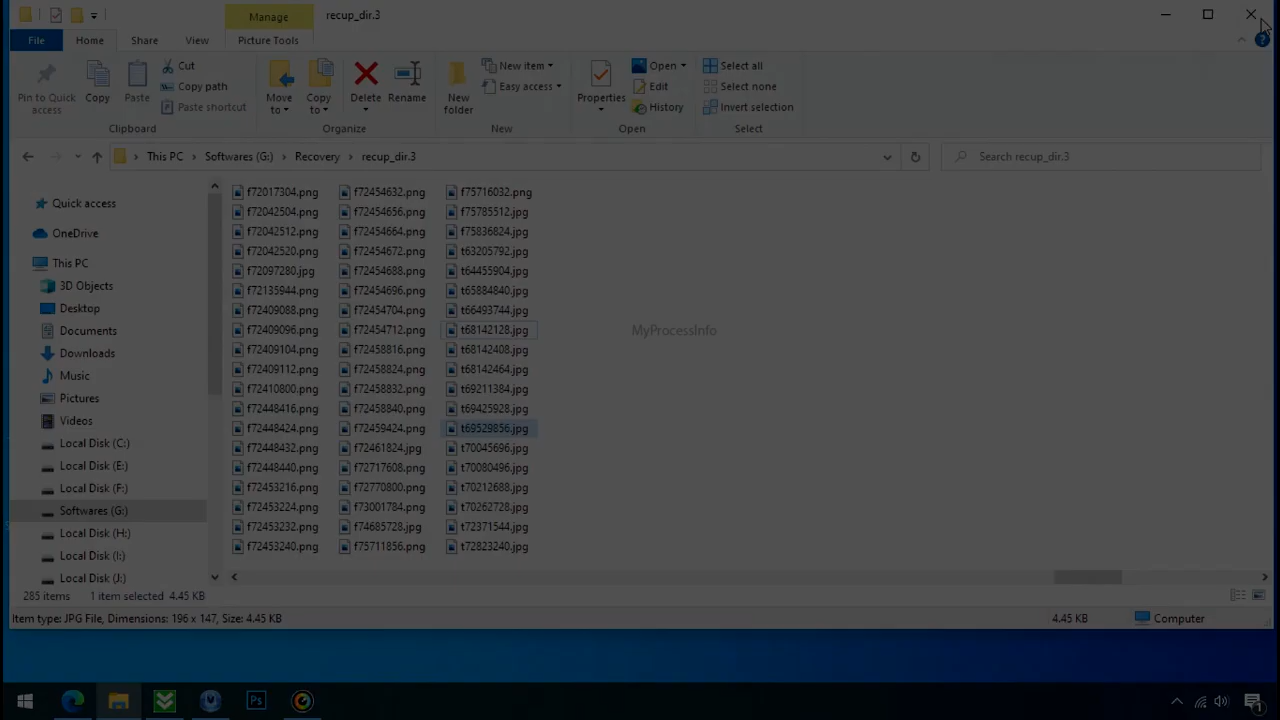 Manage
recup_dir.3
File
Home
Share
View
Picture Tools
Pin to Quick access
Copy
Paste
Cut
Copy path
Paste shortcut
Clipboard
Move to
Copy to
Delete
Rename
Organize
New folder
New item
Easy access
New
Properties
Open
Edit
History
Open
Select all
Select none
Invert selection
Select
This PC
Softwares (G:)
Recovery
recup_dir.3
Search recup_dir.3
Quick access
OneDrive
This PC
3D Objects
Desktop
Documents
Downloads
Music
Pictures
Videos
Local Disk (C:)
Local Disk (E:)
Local Disk (F:)
Softwares (G:)
Local Disk (H:)
Local Disk (I:)
Local Disk (J:)
f72017304.png
f72042504.png
f72042512.png
f72042520.png
f72097280.jpg
f72135944.png
f72409088.png
f72409096.png
f72409104.png
f72409112.png
f72410800.png
f72448416.png
f72448424.png
f72448432.png
f72448440.png
f72453216.png
f72453224.png
f72453232.png
f72453240.png
f72454632.png
f72454656.png
f72454664.png
f72454672.png
f72454688.png
f72454696.png
f72454704.png
f72454712.png
f72458816.png
f72458824.png
f72458832.png
f72458840.png
f72459424.png
f72461824.jpg
f72717608.png
f72770800.png
f73001784.png
f74685728.jpg
f75711856.png
f75716032.png
f75785512.jpg
f75836824.jpg
t63205792.jpg
t64455904.jpg
t65884840.jpg
t66493744.jpg
t68142128.jpg
t68142408.jpg
t68142464.jpg
t69211384.jpg
t69425928.jpg
t69529856.jpg
t70045696.jpg
t70080496.jpg
t70212688.jpg
t70262728.jpg
t72371544.jpg
t72823240.jpg
MyProcessInfo
285 items
1 item selected 4.45 KB
Item type: JPG File, Dimensions: 196 x 147, Size: 4.45 KB
4.45 KB
Computer
Ps
1